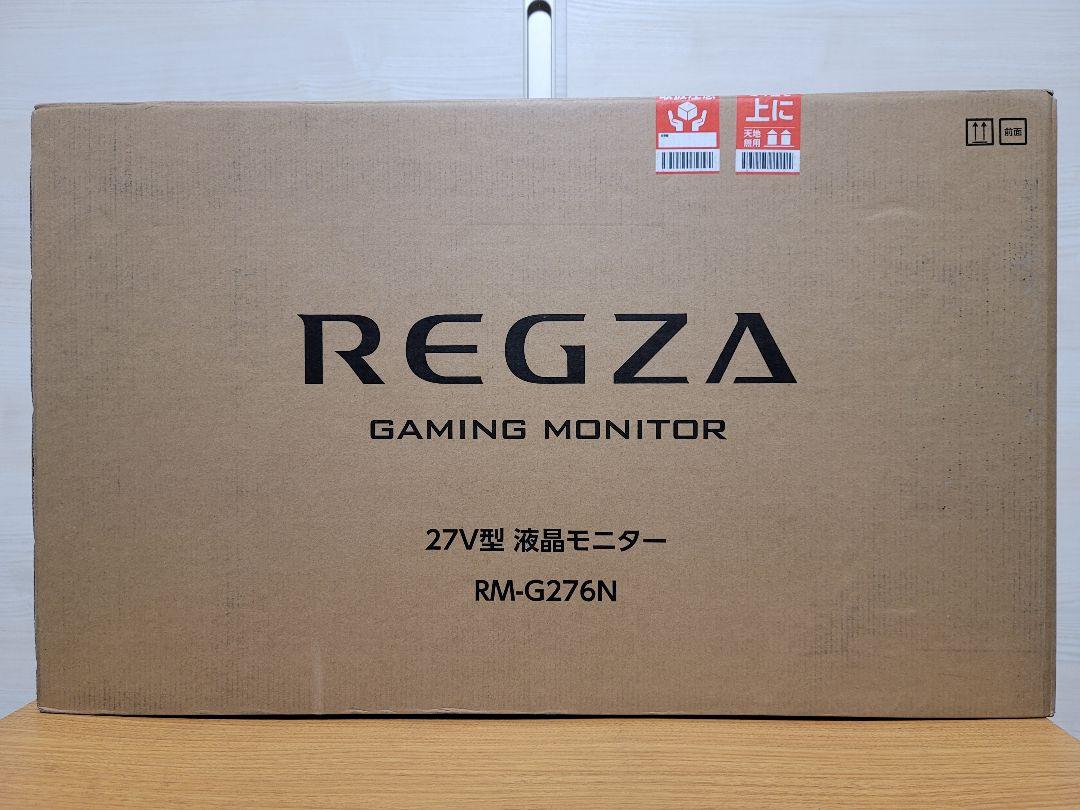 上に
天地
無用
前面
REGZA
GAMING MONITOR
27V型 液晶モニター
RM-G276N